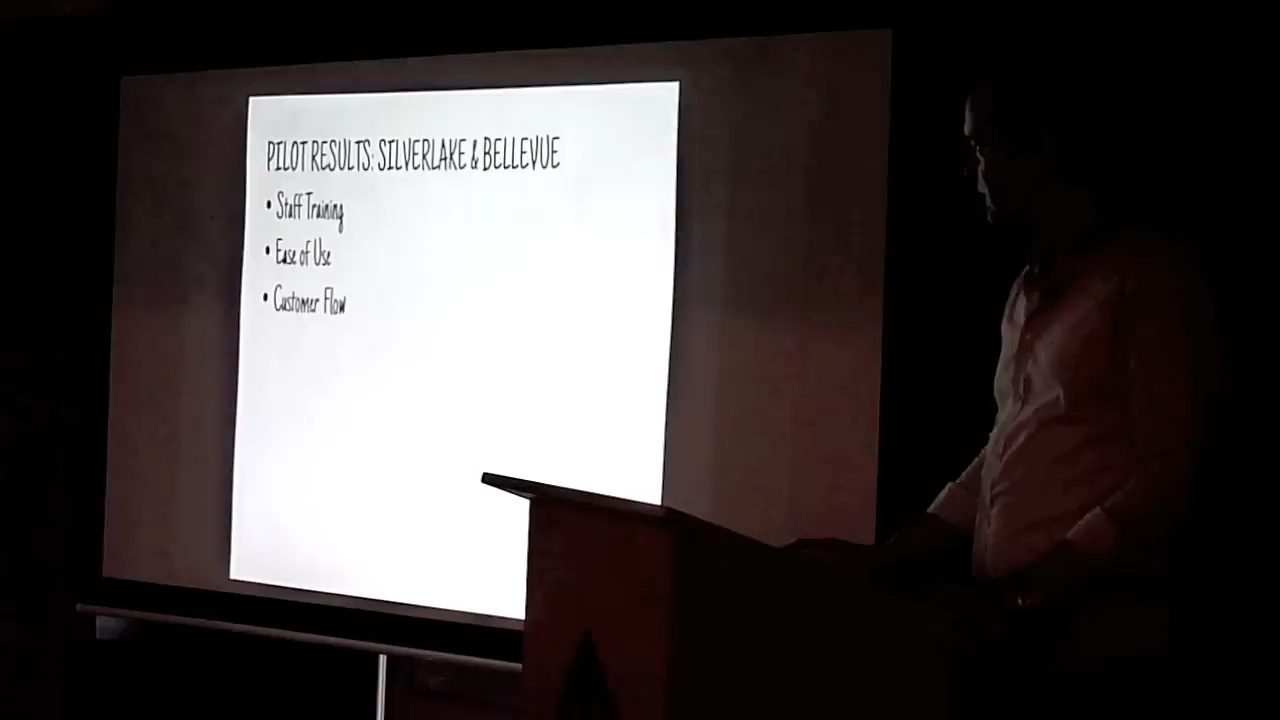 PILOT RESULTS: SILVERLAKE & BELLEVUE
• Staff Training
• Ease of Use
• Customer Flow